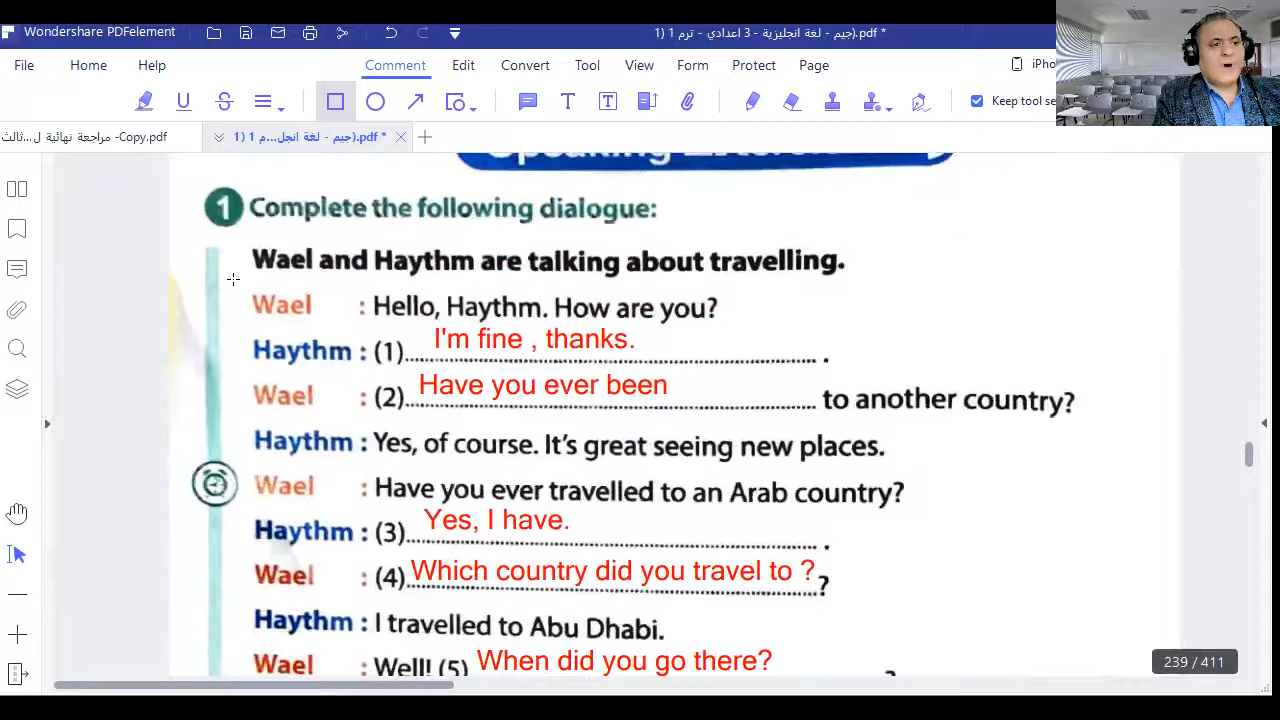 Wondershare PDFelement
(جيم - لغة انجليزية - 3 اعدادي - ترم 1 (1.pdf *
File Home Help Comment Edit Convert Tool View Form Protect Page
Keep tool
مراجعة نهائية ل...ثالث -Copy.pdf
(جيم - لغة انجل...م 1 (1.pdf *
1 Complete the following dialogue:
Wael and Haythm are talking about travelling.
Wael : Hello, Haythm. How are you?
Haythm : (1) I'm fine , thanks. .
Wael : (2) Have you ever been to another country?
Haythm : Yes, of course. It's great seeing new places.
Wael : Have you ever travelled to an Arab country?
Haythm : (3) Yes, I have. .
Wael : (4) Which country did you travel to ? ?
Haythm : I travelled to Abu Dhabi.
Wael : Well! (5) When did you go there?
239 / 411